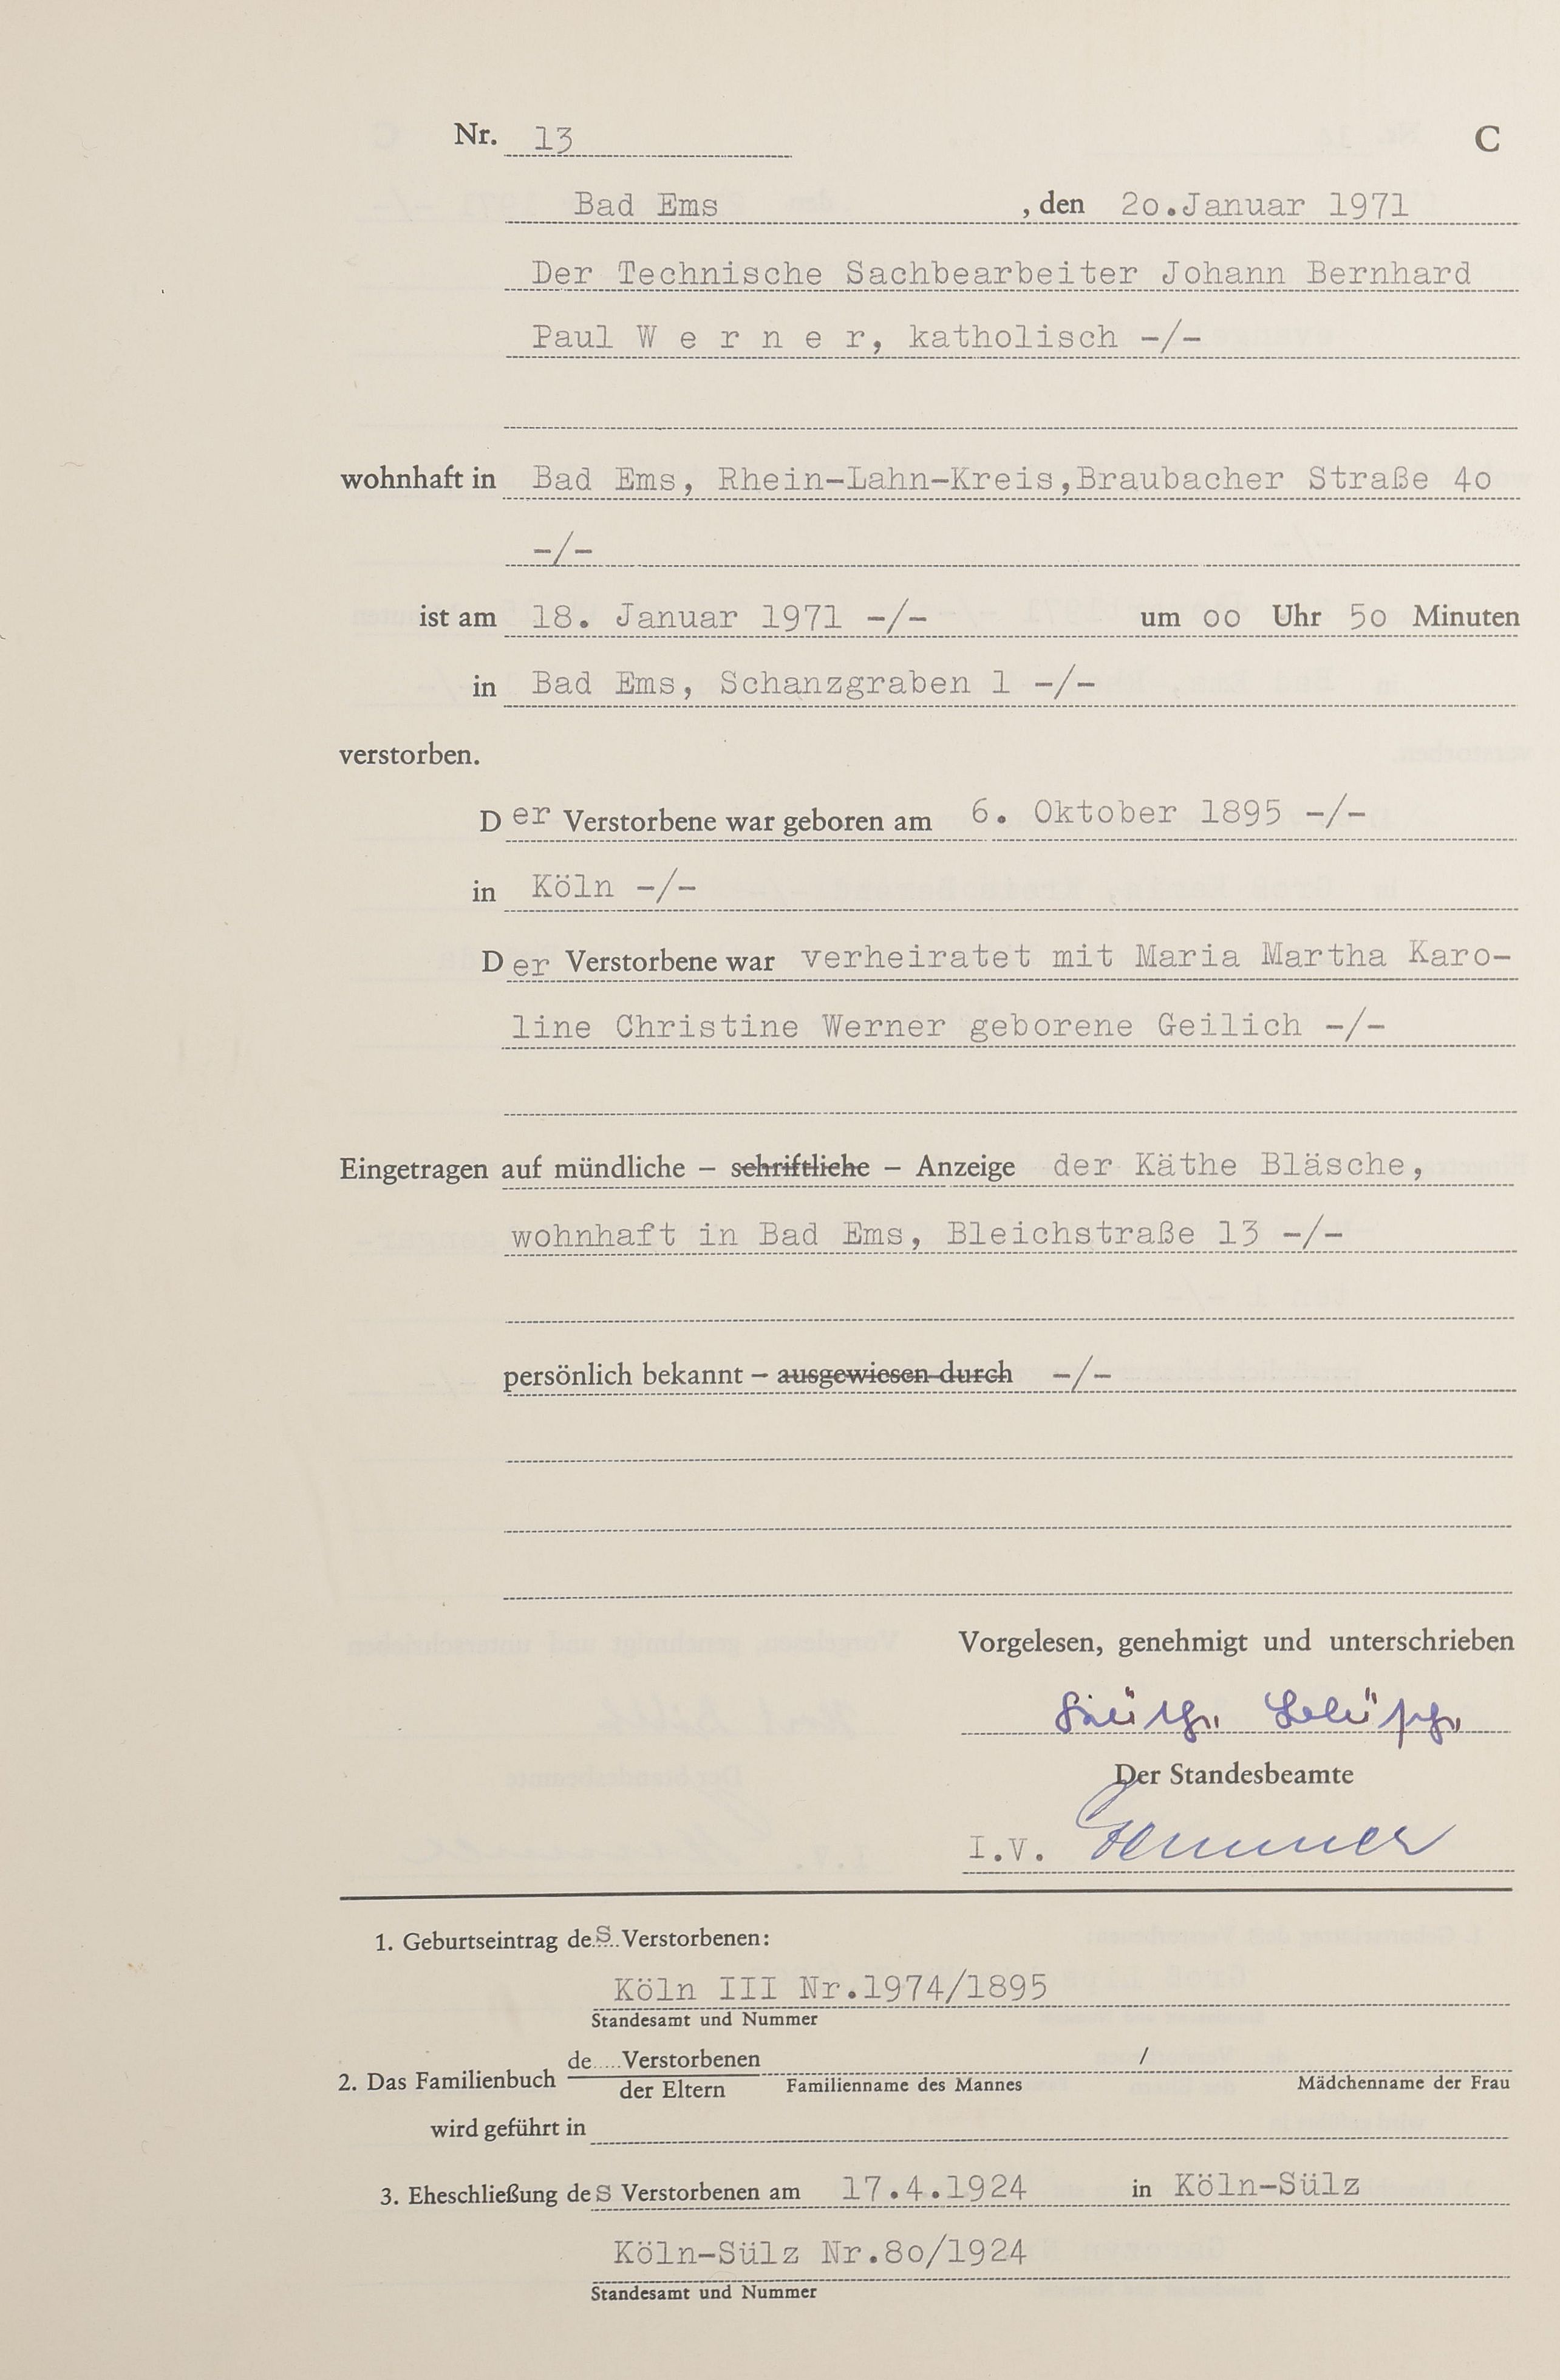 Nr. 13 C
Bad Ems , den 2o.Januar 1971
Der Technische Sachbearbeiter Johann Bernhard
Paul W e r n e r, katholisch -/-
wohnhaft in Bad Ems, Rhein-Lahn-Kreis,Braubacher Straße 4o
-/-
ist am 18. Januar 1971 -/- um oo Uhr 5o Minuten
in Bad Ems, Schanzgraben 1 -/-
verstorben.
Der Verstorbene war geboren am 6. Oktober 1895 -/-
in Köln -/-
Der Verstorbene war verheiratet mit Maria Martha Karo-
line Christine Werner geborene Geilich -/-
Eingetragen auf mündliche – schriftliche – Anzeige der Käthe Bläsche,
wohnhaft in Bad Ems, Bleichstraße 13 -/-
persönlich bekannt – ausgewiesen durch -/-
Vorgelesen, genehmigt und unterschrieben
Der Standesbeamte
I.V.
1. Geburtseintrag des Verstorbenen:
Köln III Nr.1974/1895
Standesamt und Nummer
de..... Verstorbenen /
2. Das Familienbuch der Eltern Familienname des Mannes Mädchenname der Frau
wird geführt in
3. Eheschließung des Verstorbenen am 17.4.1924 in Köln-Sülz
Köln-Sülz Nr.8o/1924
Standesamt und Nummer